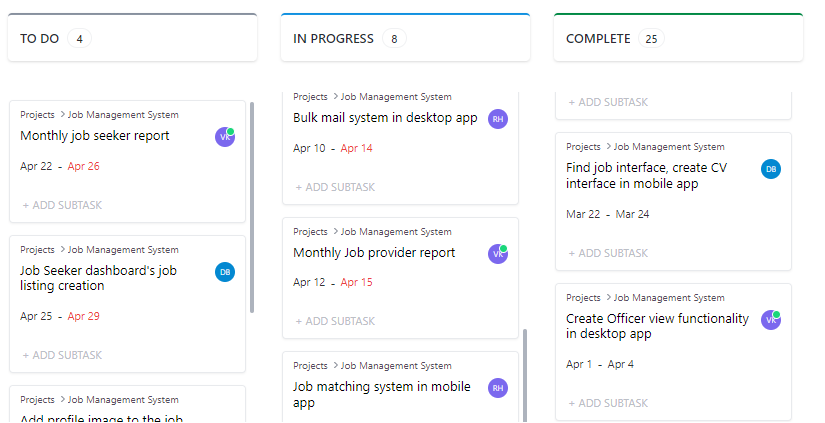 TO DO 4
Projects > Job Management System
Monthly job seeker report
VK
Apr 22 - Apr 26
+ ADD SUBTASK
Projects > Job Management System
Job Seeker dashboard's job
listing creation
DB
Apr 25 - Apr 29
+ ADD SUBTASK
Projects > Job Management System
Add profile image to the job
IN PROGRESS 8
Projects > Job Management System
Bulk mail system in desktop app
RH
Apr 10 - Apr 14
+ ADD SUBTASK
Projects > Job Management System
Monthly Job provider report
VK
Apr 12 - Apr 15
+ ADD SUBTASK
Projects > Job Management System
Job matching system in mobile
app
RH
COMPLETE 25
+ ADD SUBTASK
Projects > Job Management System
Find job interface, create CV
interface in mobile app
DB
Mar 22 - Mar 24
+ ADD SUBTASK
Projects > Job Management System
Create Officer view functionality
in desktop app
VK
Apr 1 - Apr 4
+ ADD SUBTASK